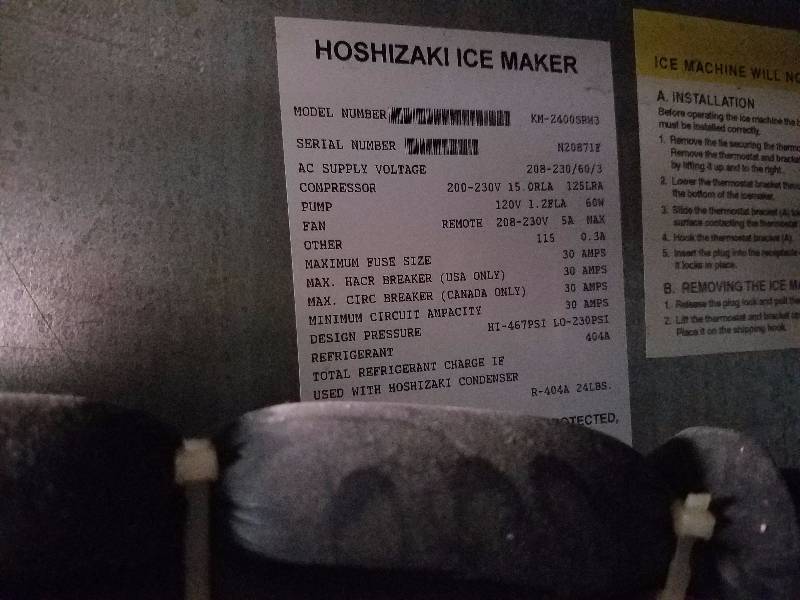 HOSHIZAKI ICE MAKER
MODEL NUMBER KM-2400SRH3
SERIAL NUMBER N20871F
AC SUPPLY VOLTAGE 208-230/60/3
COMPRESSOR 200-230V 15.0RLA 125LRA
PUMP 120V 1.2FLA 60W
FAN REMOTE 208-230V 5A MAX
OTHER 115 0.3A
MAXIMUM FUSE SIZE 30 AMPS
MAX. HACR BREAKER (USA ONLY) 30 AMPS
MAX. CIRC BREAKER (CANADA ONLY) 30 AMPS
MINIMUM CIRCUIT AMPACITY 30 AMPS
DESIGN PRESSURE HI-467PSI LO-230PSI
REFRIGERANT 404A
TOTAL REFRIGERANT CHARGE IF
USED WITH HOSHIZAKI CONDENSER R-404A 24LBS.
OTECTED,
ICE MACHINE WILL NO
A. INSTALLATION
Before operating the ice machine the b
must be installed correctly.
1. Remove the tie securing the thermo
Remove the thermostat and bracket
by lifting it up and to the right.
2. Lower the thermostat bracket throu
the bottom of the icemaker.
3. Slide the thermostat bracket (A) to
surface contacting the thermostat
4. Hook the thermostat bracket (A).
5. Insert the plug into the receptacle
it locks in place.
B. REMOVING THE ICE MA
1. Release the plug lock and pull the
2. Lift the thermostat and bracket
Place it on the shipping hook.